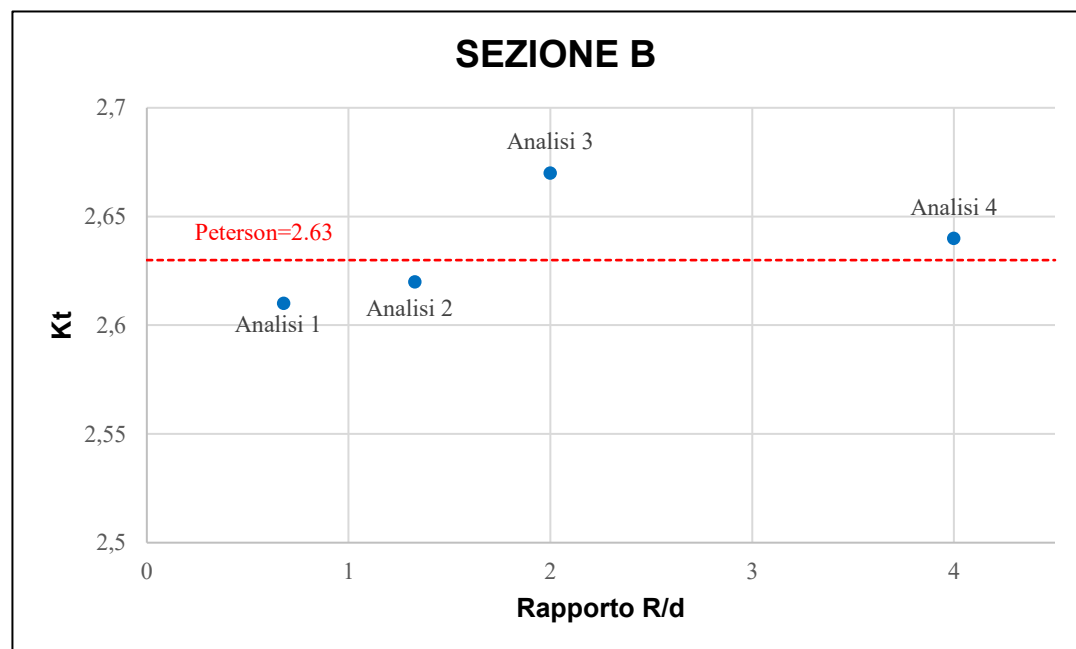 SEZIONE B
2,7
2,65
2,6
2,55
2,5
Kt
Analisi 3
Analisi 4
Peterson=2.63
Analisi 1
Analisi 2
0 1 2 3 4
Rapporto R/d